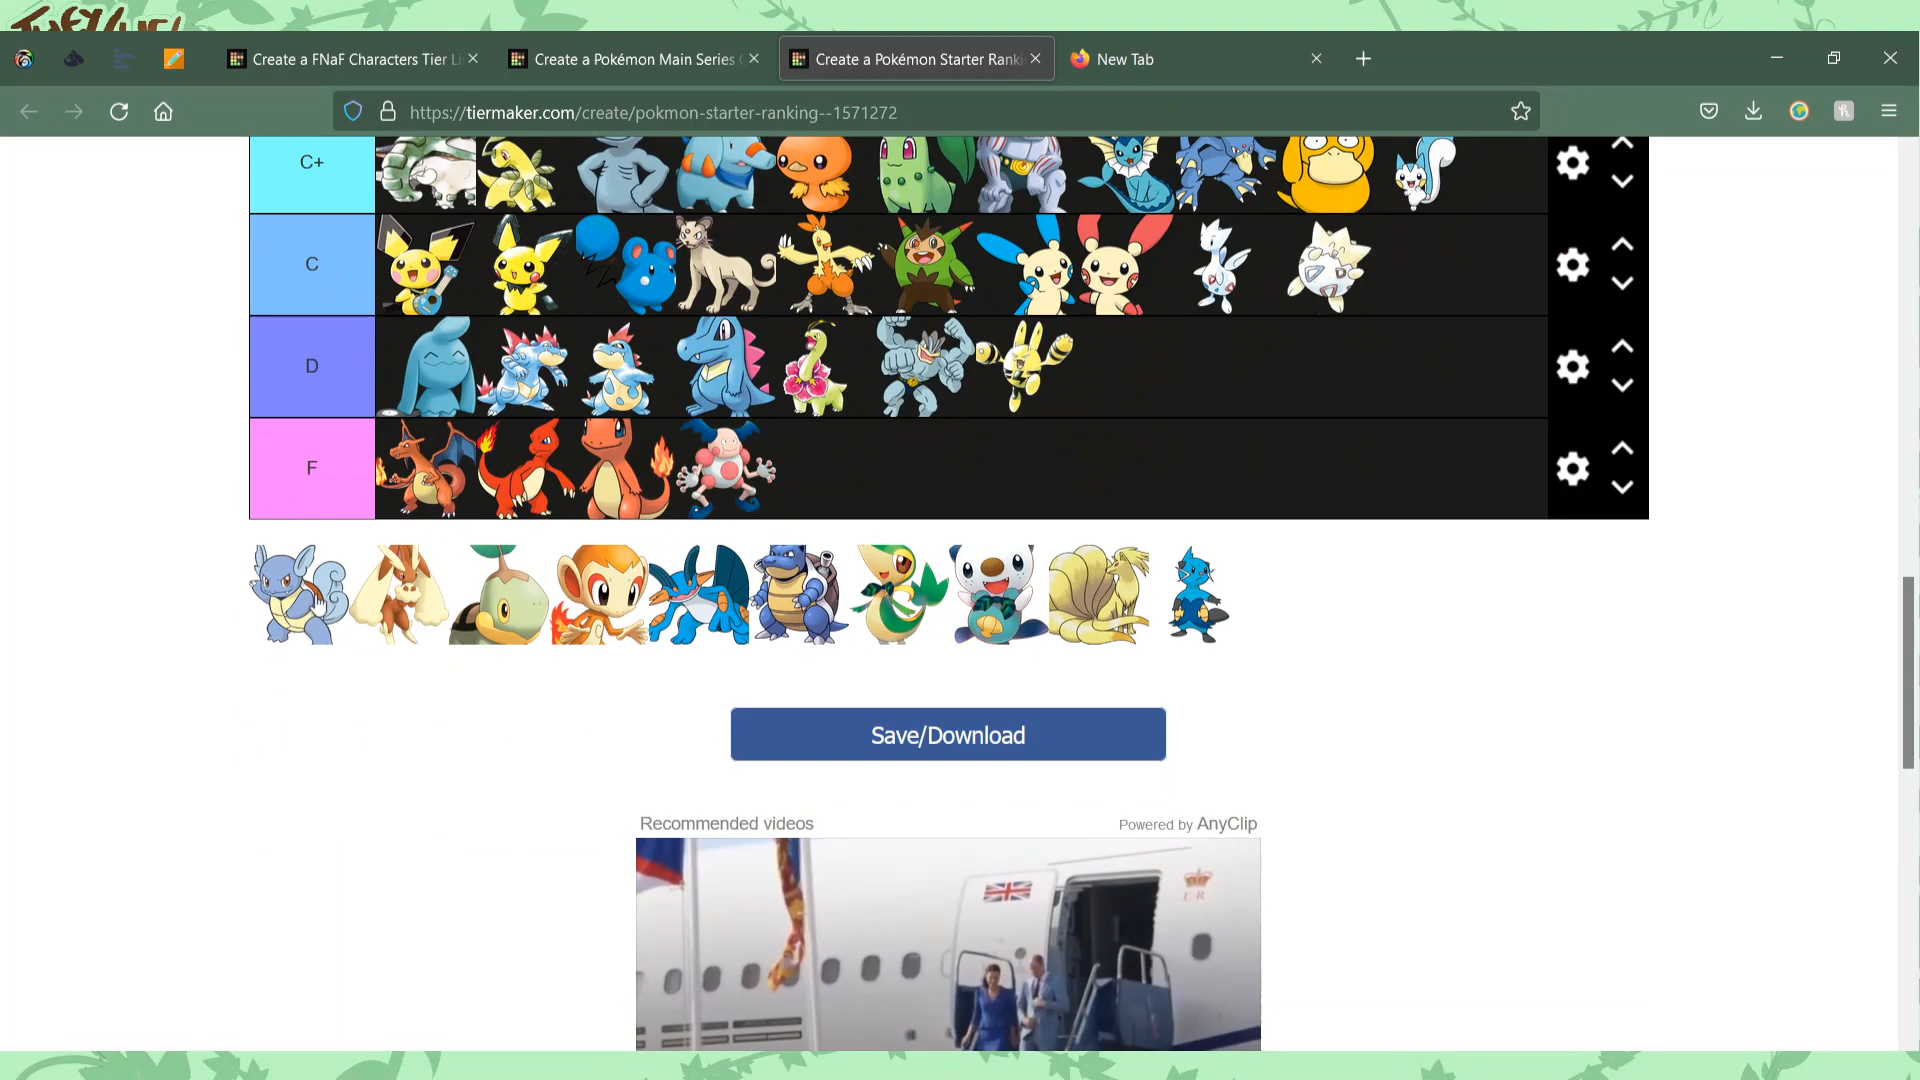 Create a FNaF Characters Tier Li
Create a Pokémon Main Series
Create a Pokémon Starter Ranki
New Tab
https://tiermaker.com/create/pokmon-starter-ranking--1571272
C+
C
D
F
Save/Download
Recommended videos
Powered by AnyClip